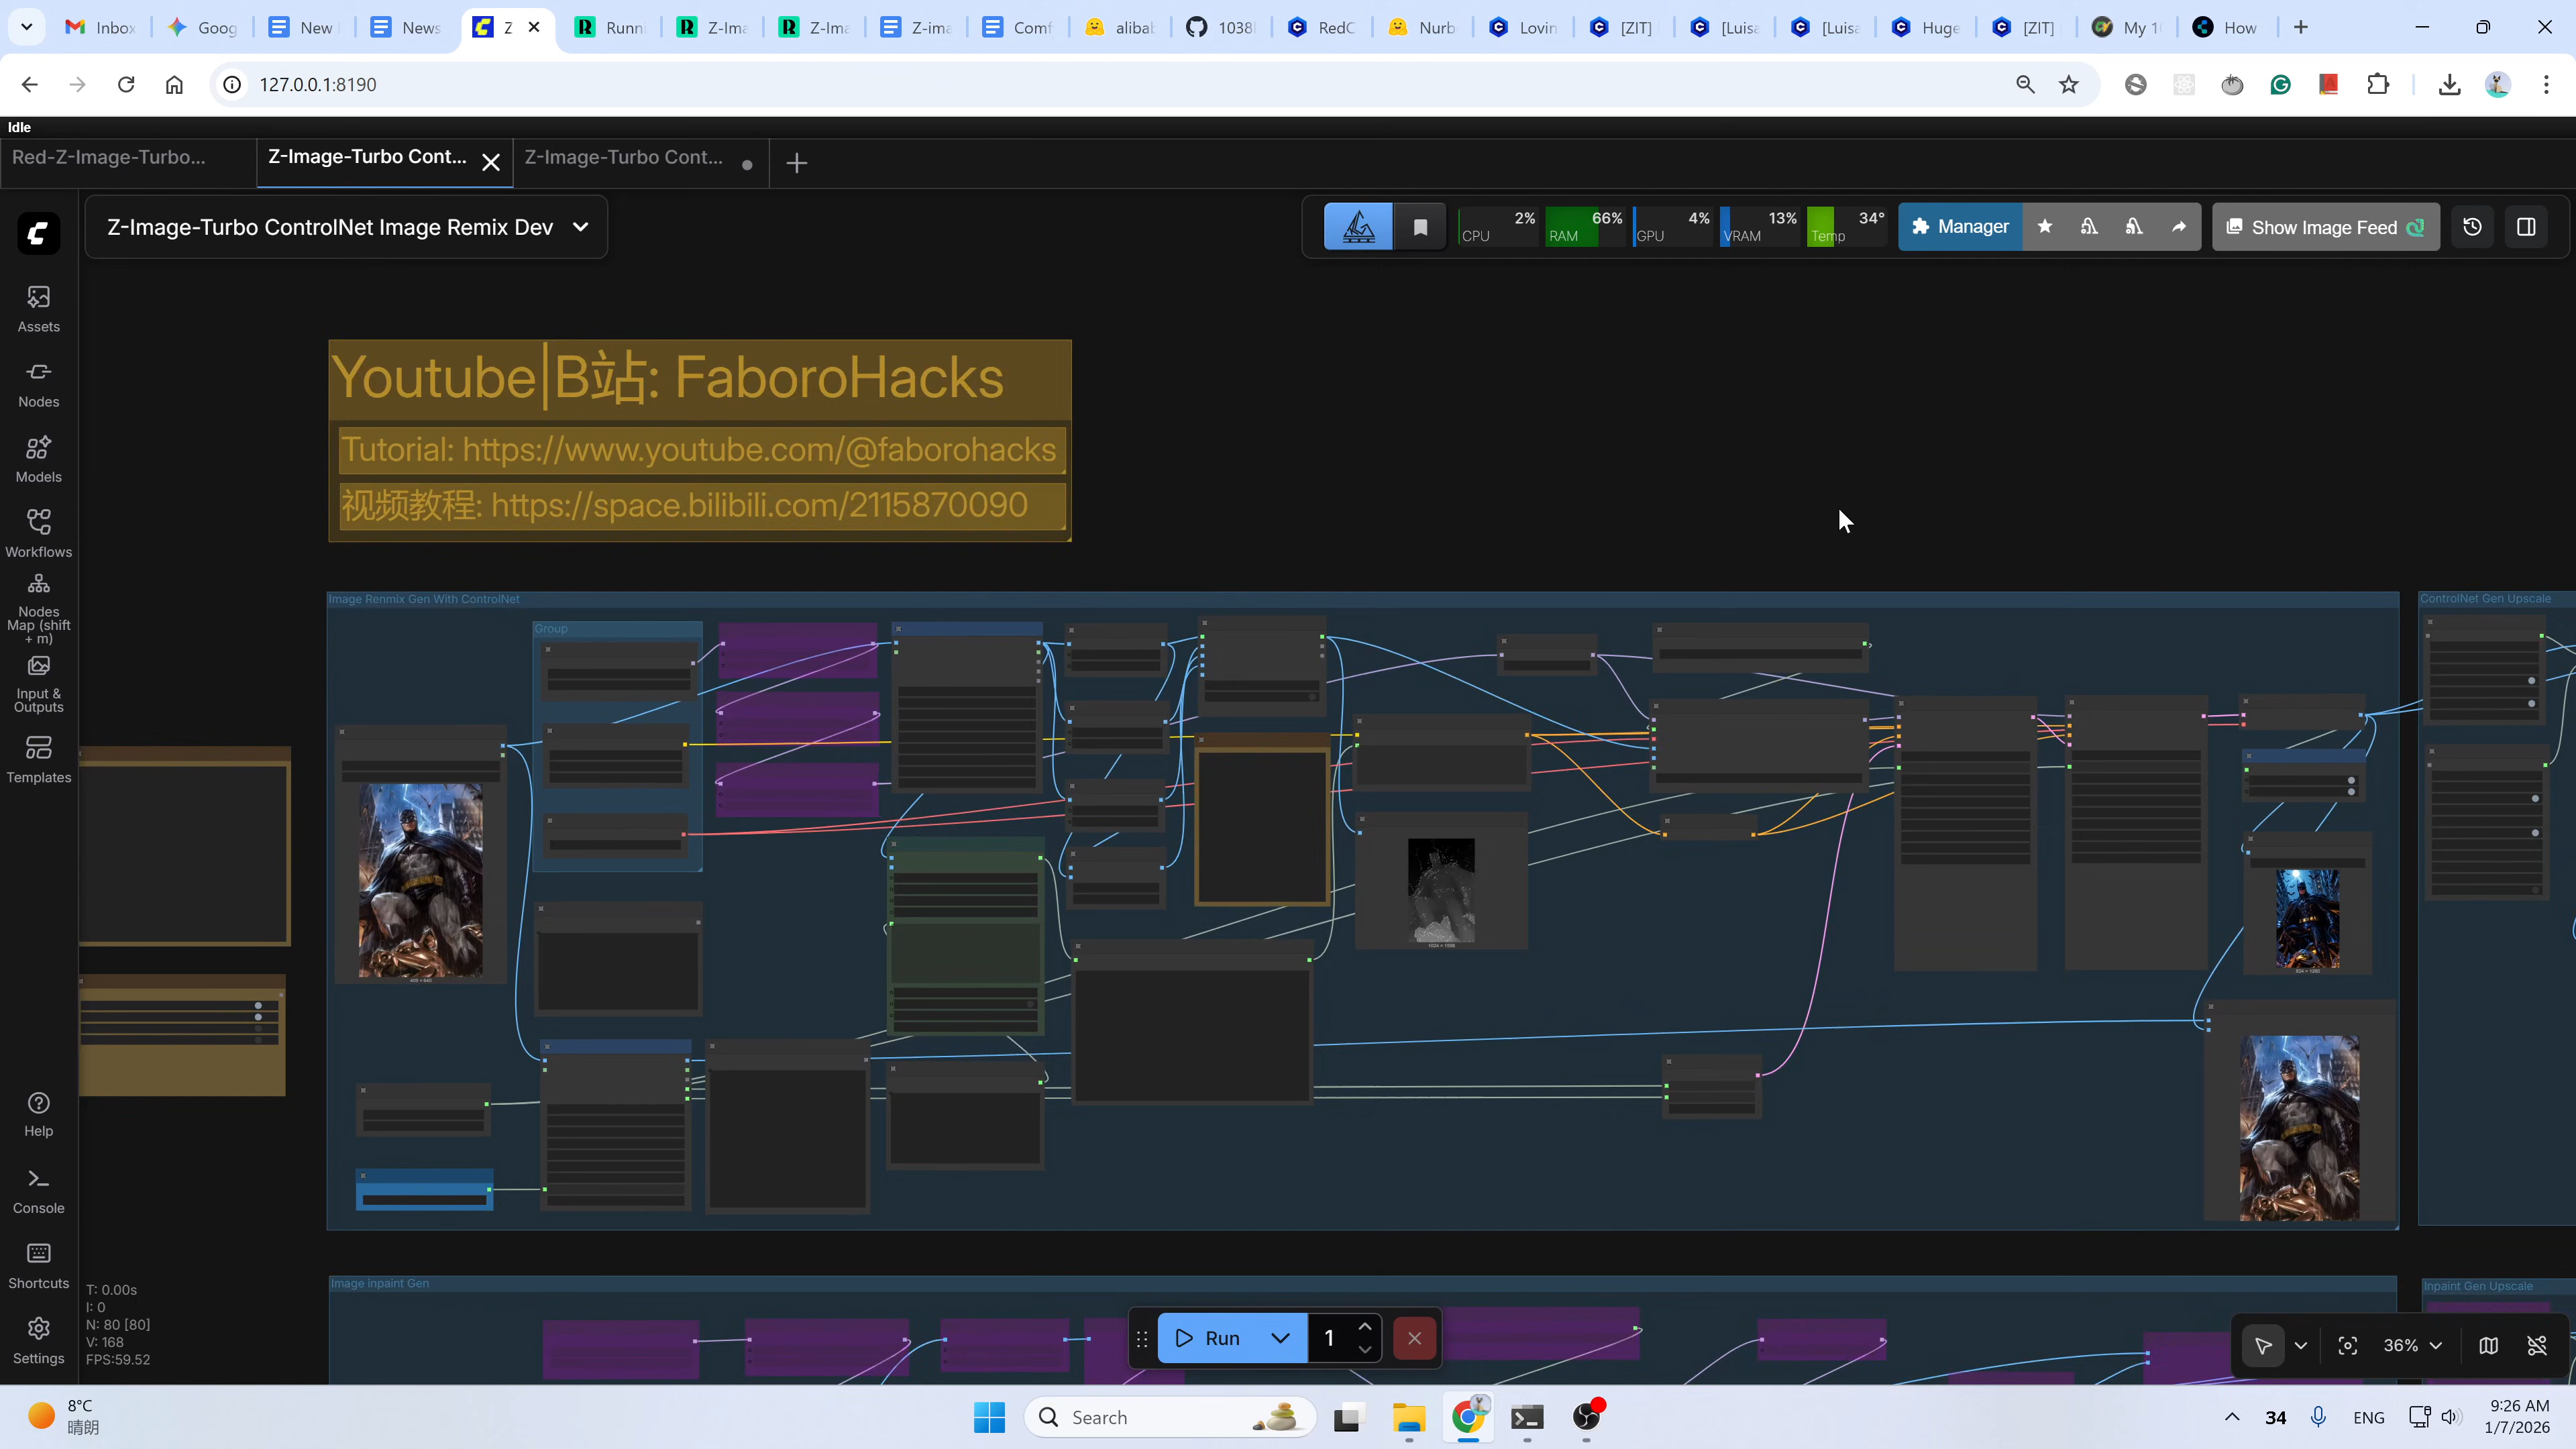 Inbox
Goog
New
News
Z
Runni
Z-Ima
Z-Ima
Z-ima
Comf
alibab
1038
RedC
Nurb
Lovin
[ZIT]
[Luisa
[Luisa
Huge
[ZIT]
My 1
How
127.0.0.1:8190
Idle
Red-Z-Image-Turbo...
Z-Image-Turbo Cont...
Z-Image-Turbo Cont...
Z-Image-Turbo ControlNet Image Remix Dev
CPU 2%
RAM 66%
GPU 4%
VRAM 13%
Temp 34°
Manager
Show Image Feed
Assets
Nodes
Models
Workflows
Nodes
Map (shift
+ m)
Input &
Outputs
Templates
Help
Console
Shortcuts
Settings
Youtube|B站: FaboroHacks
Tutorial: https://www.youtube.com/@faborohacks
视频教程: https://space.bilibili.com/2115870090
Image Renmix Gen With ControlNet
ControlNet Gen Upscale
Group
Image inpaint Gen
Inpaint Gen Upscale
T: 0.00s
I: 0
N: 80 [80]
V: 168
FPS:59.52
Run
1
36%
8°C
晴朗
Search
34
ENG
9:26 AM
1/7/2026